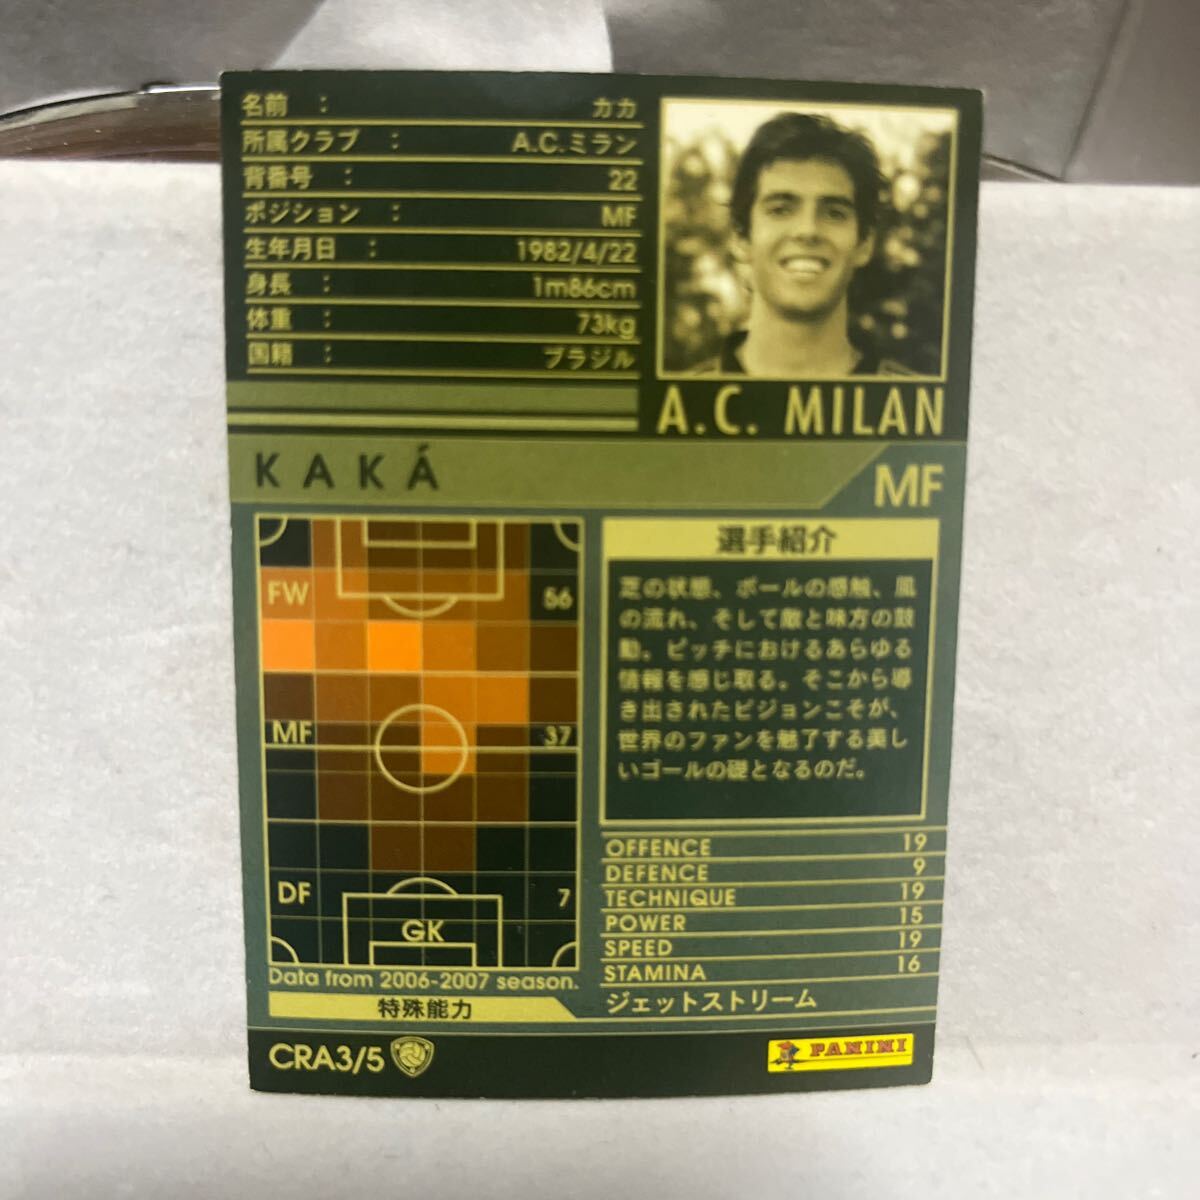 名前 : カカ
所属クラブ : A.C.ミラン
背番号 : 22
ポジション : MF
生年月日 : 1982/4/22
身長 : 1m86cm
体重 : 73kg
国籍 : ブラジル
A.C. MILAN
KAKÁ
MF
FW 56
MF 37
DF 7
GK
Data from 2006-2007 season.
選手紹介
芝の状態、ボールの感触、風
の流れ、そして敵と味方の鼓
動。ピッチにおけるあらゆる
情報を感じ取る。そこから導
き出されたビジョンこそが、
世界のファンを魅了する美し
いゴールの礎となるのだ。
OFFENCE 19
DEFENCE 9
TECHNIQUE 19
POWER 15
SPEED 19
STAMINA 16
特殊能力 ジェットストリーム
CRA3/5
PANINI